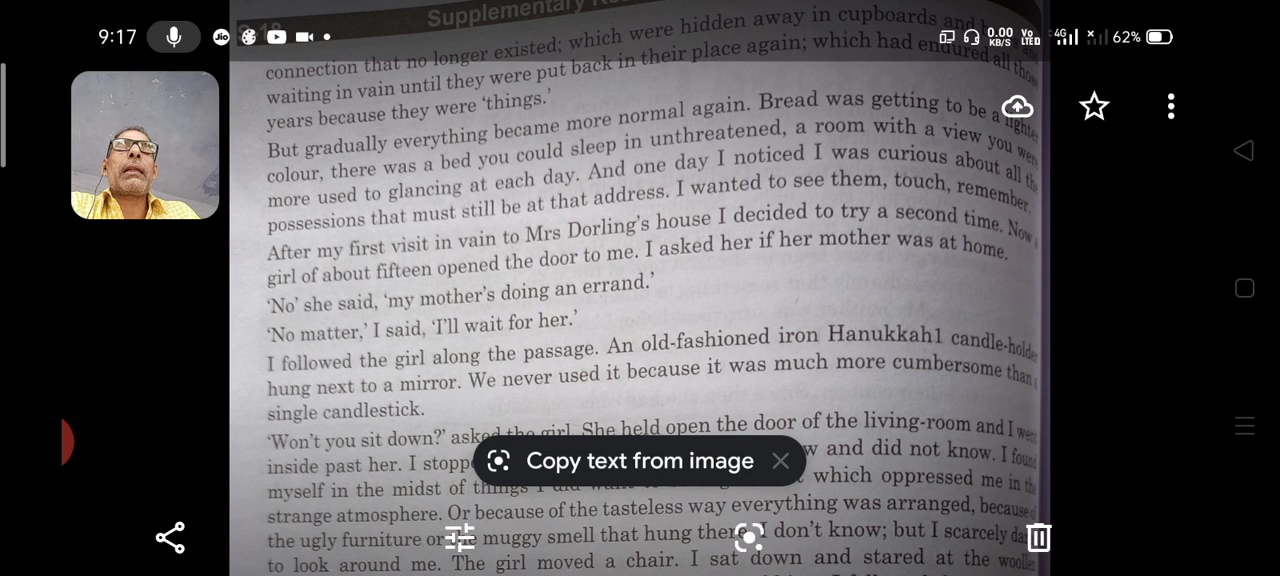 9:17
Jio
0.00 KB/S
Vo LTE
4G
62%
Supplementary
connection that no longer existed; which were hidden away in cupboards and
waiting in vain until they were put back in their place again; which had endured all those
years because they were 'things.'
But gradually everything became more normal again. Bread was getting to be a lighter
colour, there was a bed you could sleep in unthreatened, a room with a view you were
more used to glancing at each day. And one day I noticed I was curious about all the
possessions that must still be at that address. I wanted to see them, touch, remember.
After my first visit in vain to Mrs Dorling's house I decided to try a second time. Now a
girl of about fifteen opened the door to me. I asked her if her mother was at home.
'No' she said, 'my mother's doing an errand.'
'No matter,' I said, 'I'll wait for her.'
I followed the girl along the passage. An old-fashioned iron Hanukkah1 candle-holde
hung next to a mirror. We never used it because it was much more cumbersome than
single candlestick.
'Won't you sit down?' asked the girl. She held open the door of the living-room and I went
inside past her. I stopp w and did not know. I found
Copy text from image
myself in the midst of things I did which oppressed me in the
strange atmosphere. Or because of the tasteless way everything was arranged, because of
the ugly furniture or the muggy smell that hung there, I don't know; but I scarcely da
to look around me. The girl moved a chair. I sat down and stared at the woollen